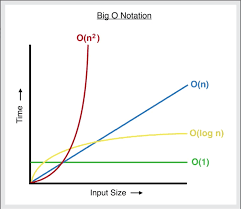 Big O Notation
O(n²)
O(n)
O(log n)
O(1)
Time →
Input Size →